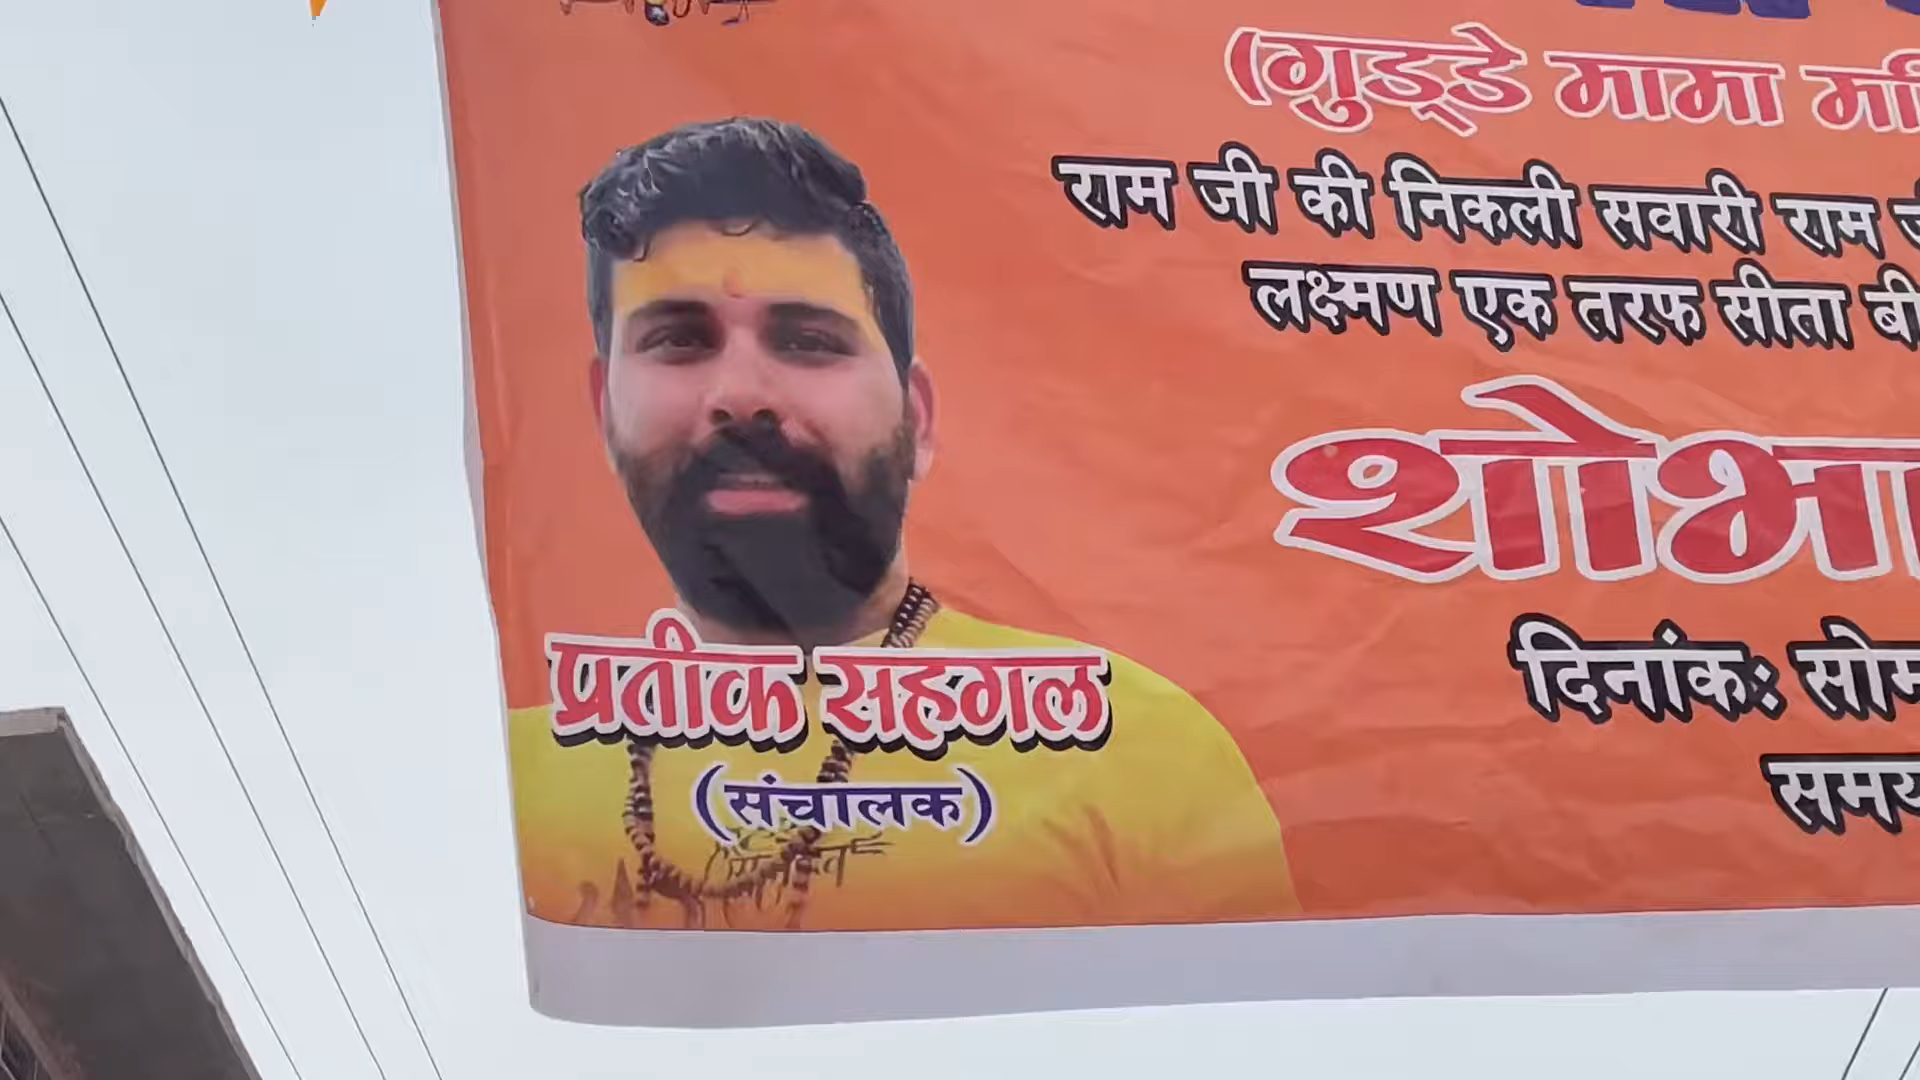 (गुड्डे मामा
राम जी की निकली सवारी राम
लक्ष्मण एक तरफ सीता
शोभा
दिनांकः
समय
प्रतीक सहगल
(संचालक)